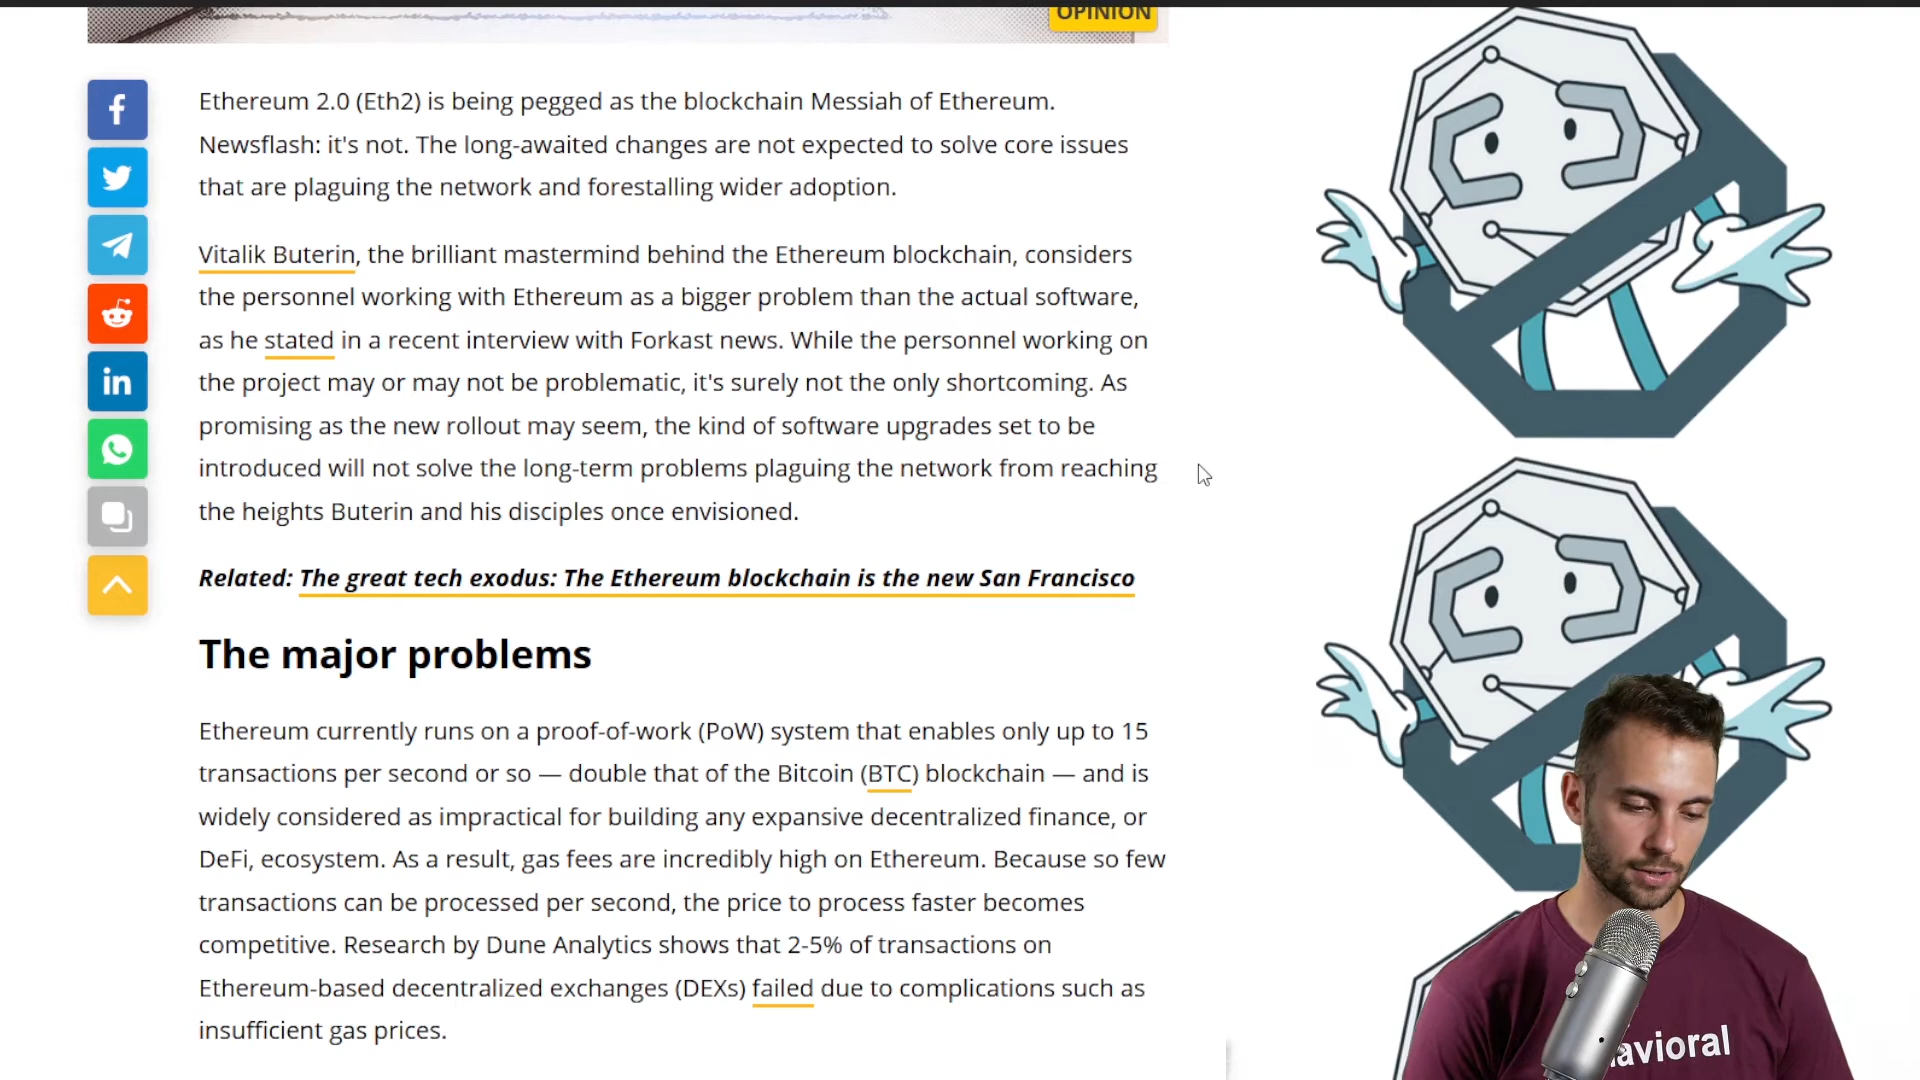 OPINION
Ethereum 2.0 (Eth2) is being pegged as the blockchain Messiah of Ethereum.
Newsflash: it's not. The long-awaited changes are not expected to solve core issues
that are plaguing the network and forestalling wider adoption.
Vitalik Buterin, the brilliant mastermind behind the Ethereum blockchain, considers
the personnel working with Ethereum as a bigger problem than the actual software,
as he stated in a recent interview with Forkast news. While the personnel working on
the project may or may not be problematic, it's surely not the only shortcoming. As
promising as the new rollout may seem, the kind of software upgrades set to be
introduced will not solve the long-term problems plaguing the network from reaching
the heights Buterin and his disciples once envisioned.
Related: The great tech exodus: The Ethereum blockchain is the new San Francisco
The major problems
Ethereum currently runs on a proof-of-work (PoW) system that enables only up to 15
transactions per second or so — double that of the Bitcoin (BTC) blockchain — and is
widely considered as impractical for building any expansive decentralized finance, or
DeFi, ecosystem. As a result, gas fees are incredibly high on Ethereum. Because so few
transactions can be processed per second, the price to process faster becomes
competitive. Research by Dune Analytics shows that 2-5% of transactions on
Ethereum-based decentralized exchanges (DEXs) failed due to complications such as
insufficient gas prices.